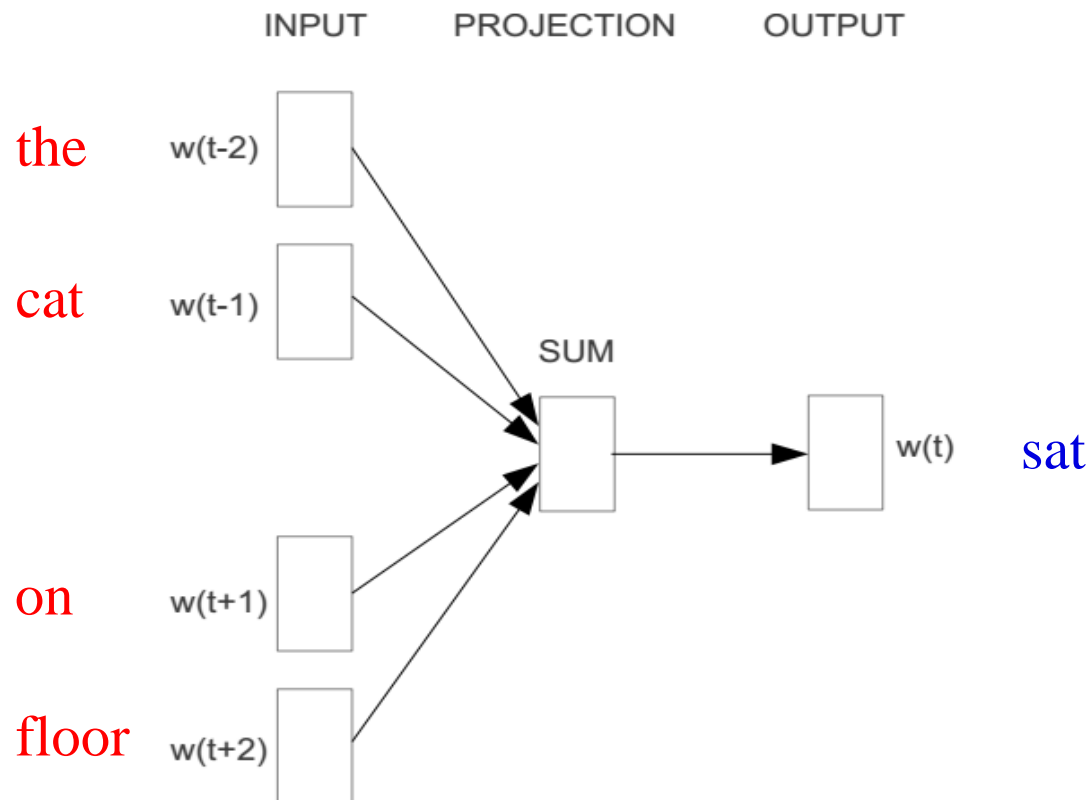 INPUT PROJECTION OUTPUT
the w(t-2)
cat w(t-1)
SUM
w(t) sat
on w(t+1)
floor w(t+2)